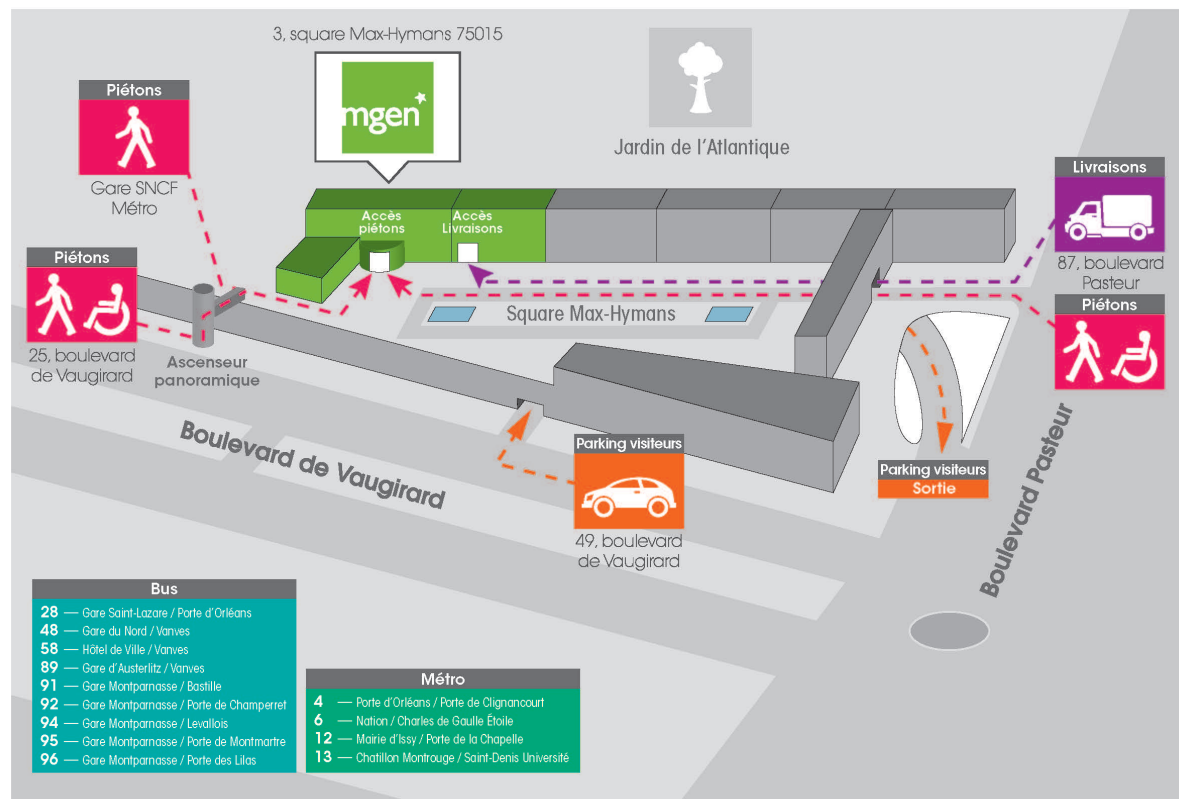 3, square Max-Hymans 75015
mgen*
Jardin de l'Atlantique
Piétons
Gare SNCF
Métro
Livraisons
87, boulevard
Pasteur
Accès
piétons
Accès
Livraisons
Piétons
25, boulevard
de Vaugirard
Ascenseur
panoramique
Square Max-Hymans
Piétons
Boulevard de Vaugirard
Parking visiteurs
49, boulevard
de Vaugirard
Parking visiteurs
Sortie
Boulevard Pasteur
Bus
28 — Gare Saint-Lazare / Porte d'Orléans
48 — Gare du Nord / Vanves
58 — Hôtel de Ville / Vanves
89 — Gare d'Austerlitz / Vanves
91 — Gare Montparnasse / Bastille
92 — Gare Montparnasse / Porte de Champerret
94 — Gare Montparnasse / Levallois
95 — Gare Montparnasse / Porte de Montmartre
96 — Gare Montparnasse / Porte des Lilas
Métro
4 — Porte d'Orléans / Porte de Clignancourt
6 — Nation / Charles de Gaulle Étoile
12 — Mairie d'Issy / Porte de la Chapelle
13 — Chatillon Montrouge / Saint-Denis Université